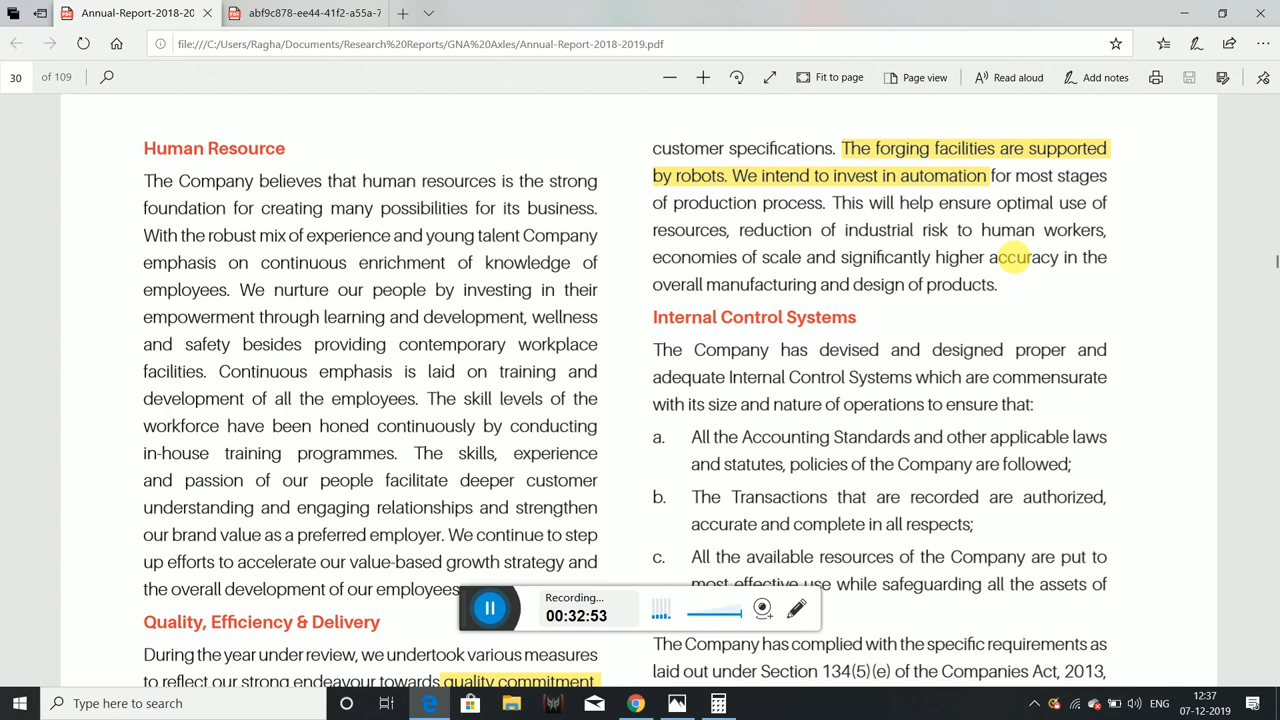 Annual-Report-2018-20
abf9c878-ee44-41f2-a55a-7
file:///C:/Users/Ragha/Documents/Research%20Reports/GNA%20Axles/Annual-Report-2018-2019.pdf
30 of 109
Fit to page
Page view
Read aloud
Add notes
Human Resource
The Company believes that human resources is the strong
foundation for creating many possibilities for its business.
With the robust mix of experience and young talent Company
emphasis on continuous enrichment of knowledge of
employees. We nurture our people by investing in their
empowerment through learning and development, wellness
and safety besides providing contemporary workplace
facilities. Continuous emphasis is laid on training and
development of all the employees. The skill levels of the
workforce have been honed continuously by conducting
in-house training programmes. The skills, experience
and passion of our people facilitate deeper customer
understanding and engaging relationships and strengthen
our brand value as a preferred employer. We continue to step
up efforts to accelerate our value-based growth strategy and
the overall development of our employees
Quality, Efficiency & Delivery
During the year under review, we undertook various measures
to reflect our strong endeavour towards quality commitment
customer specifications. The forging facilities are supported
by robots. We intend to invest in automation for most stages
of production process. This will help ensure optimal use of
resources, reduction of industrial risk to human workers,
economies of scale and significantly higher accuracy in the
overall manufacturing and design of products.
Internal Control Systems
The Company has devised and designed proper and
adequate Internal Control Systems which are commensurate
with its size and nature of operations to ensure that:
a. All the Accounting Standards and other applicable laws
and statutes, policies of the Company are followed;
b. The Transactions that are recorded are authorized,
accurate and complete in all respects;
c. All the available resources of the Company are put to
most effective use while safeguarding all the assets of
The Company has complied with the specific requirements as
laid out under Section 134(5)(e) of the Companies Act, 2013,
Recording...
00:32:53
Type here to search
ENG
12:37
07-12-2019